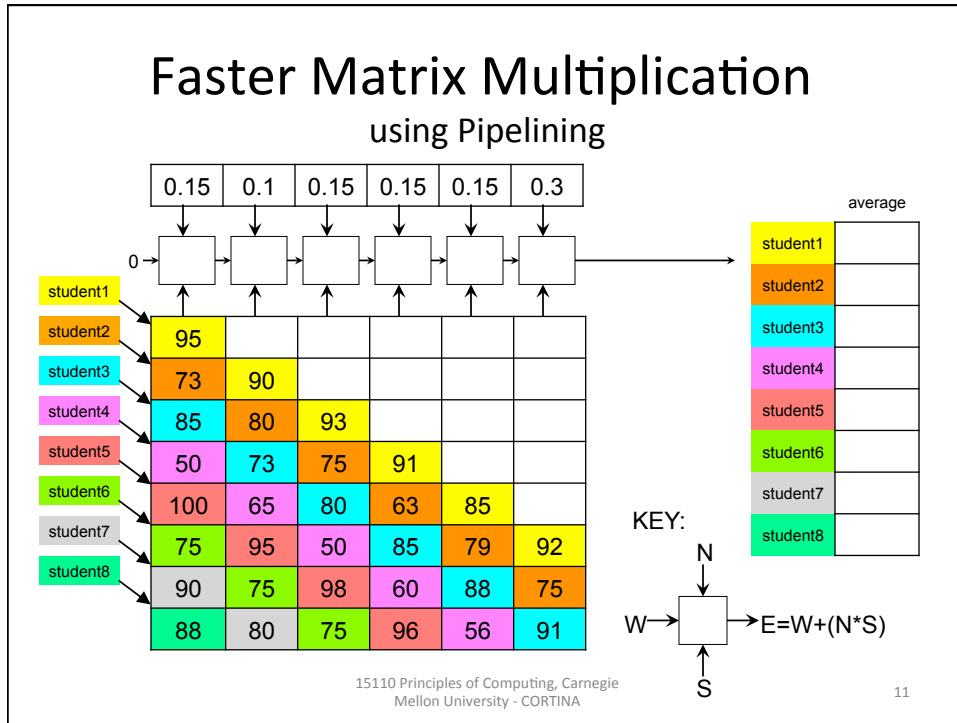 Faster Matrix Multiplication
using Pipelining
0.15 0.1 0.15 0.15 0.15 0.3
0
average
student1
student2
student3
student4
student5
student6
student7
student8
95
73 90
85 80 93
50 73 75 91
100 65 80 63 85
75 95 50 85 79 92
90 75 98 60 88 75
88 80 75 96 56 91
student1
student2
student3
student4
student5
student6
student7
student8
KEY:
N
W E=W+(N*S)
S
15110 Principles of Computing, Carnegie
Mellon University - CORTINA
11